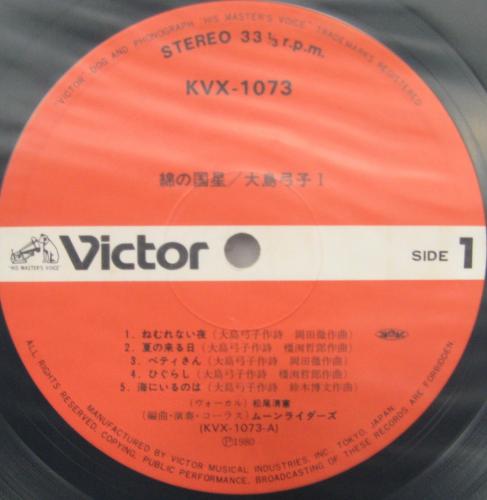 VICTOR DOG AND PHONOGRAPH "HIS MASTER'S VOICE" TRADEMARKS REGISTERED
STEREO 33 1/3 r.p.m.
KVX-1073
綿の国星／大島弓子 I
"HIS MASTER'S VOICE"
Victor
SIDE 1
1. ねむれない夜（大島弓子作詩 岡田徹作曲）
2. 夏の来る日（大島弓子作詩 橿渕哲郎作曲）
3. ペティさん（大島弓子作詩 岡田徹作曲）
4. ひぐらし（大島弓子作詩 橿渕哲郎作曲）
5. 海にいるのは（大島弓子作詩 鈴木博文作曲）
（ヴォーカル）松尾清憲
（編曲・演奏・コーラス）ムーンライダーズ
(KVX-1073-A)
Ⓟ1980
ALL RIGHTS RESERVED. COPYING, PUBLIC PERFORMANCE, BROADCASTING OF THESE RECORDS ARE FORBIDDEN
MANUFACTURED BY VICTOR MUSICAL INDUSTRIES, INC. TOKYO, JAPAN